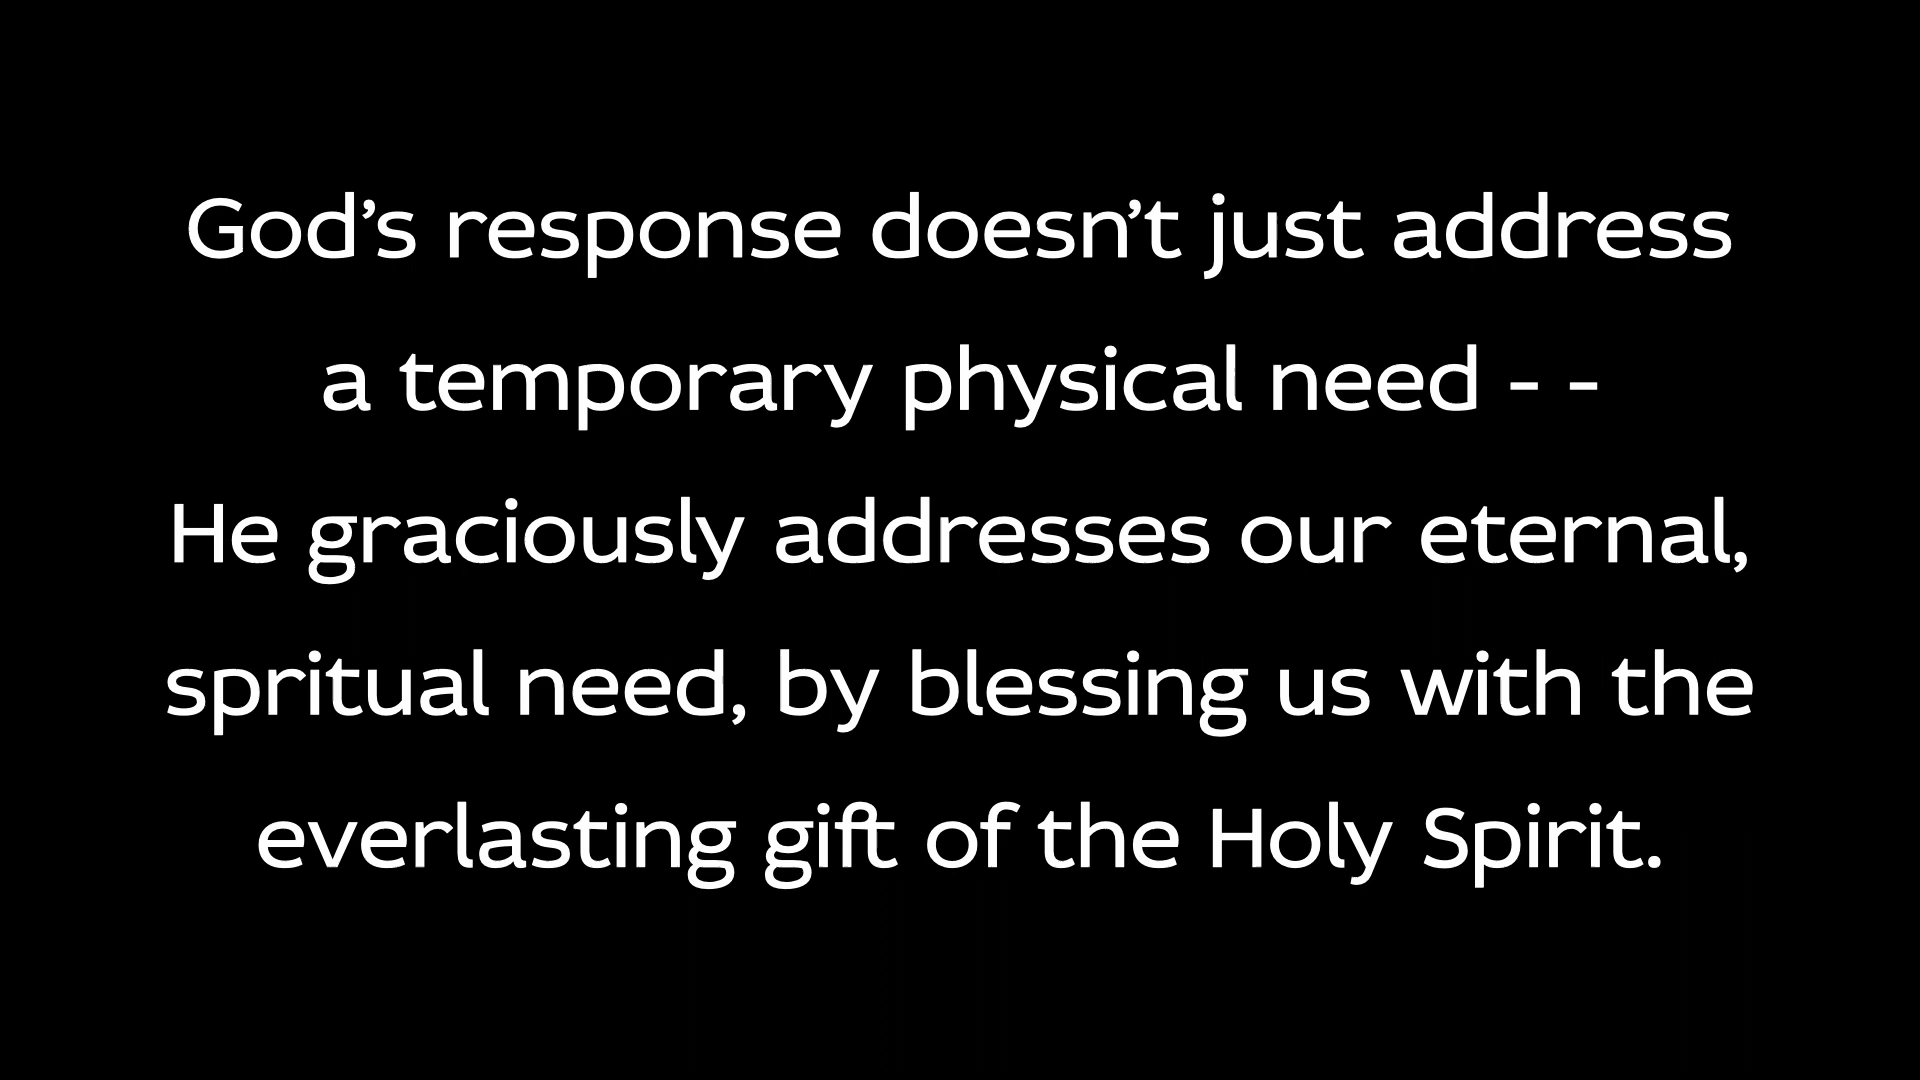 God’s response doesn’t just address
a temporary physical need - -
He graciously addresses our eternal,
spritual need, by blessing us with the
everlasting gift of the Holy Spirit.